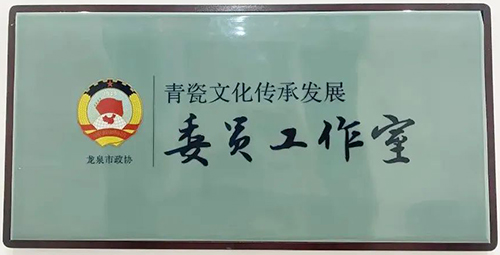 青瓷文化传承发展
委员工作室
龙泉市政协